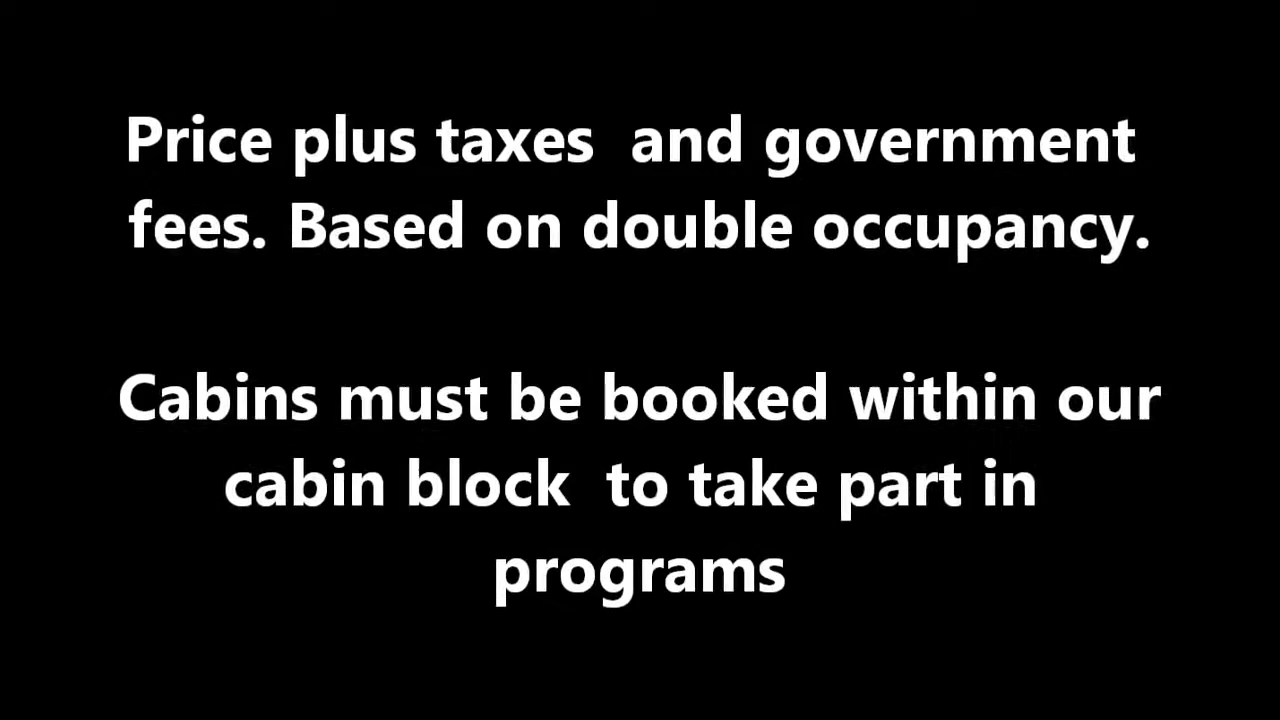 Price plus taxes  and government
fees. Based on double occupancy.
Cabins must be booked within our
cabin block  to take part in
programs